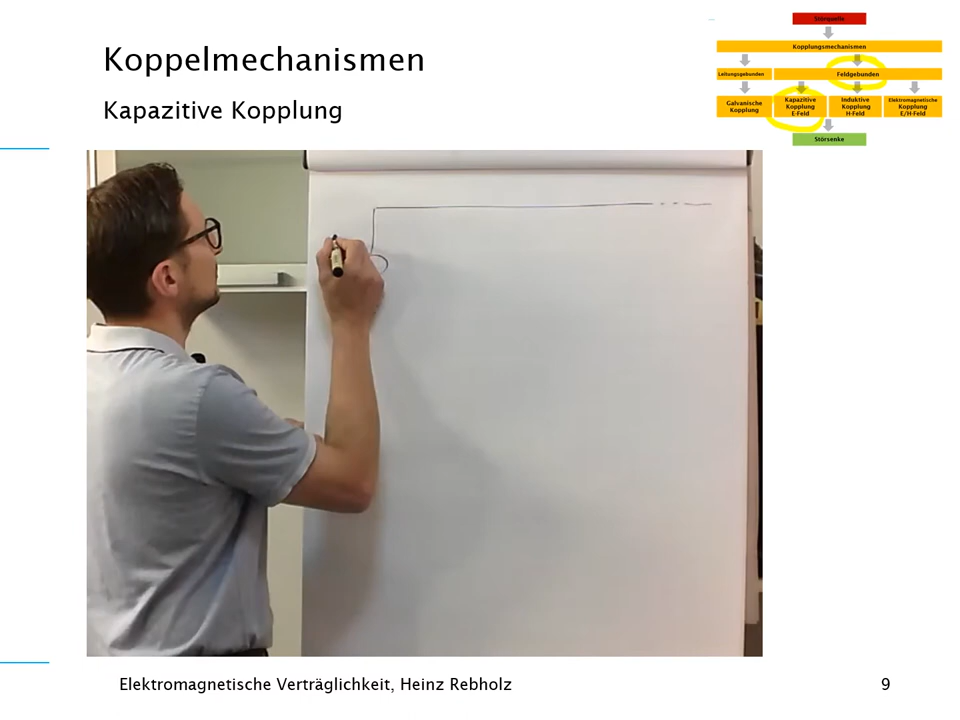 Koppelmechanismen
Kapazitive Kopplung
Störquelle
Kopplungsmechanismen
Leitungsgebunden
Feldgebunden
Galvanische
Kopplung
Kapazitive
Kopplung
E-Feld
Induktive
Kopplung
H-Feld
Elektromagnetische
Kopplung
E/H-Feld
Störsenke
Elektromagnetische Verträglichkeit, Heinz Rebholz
9